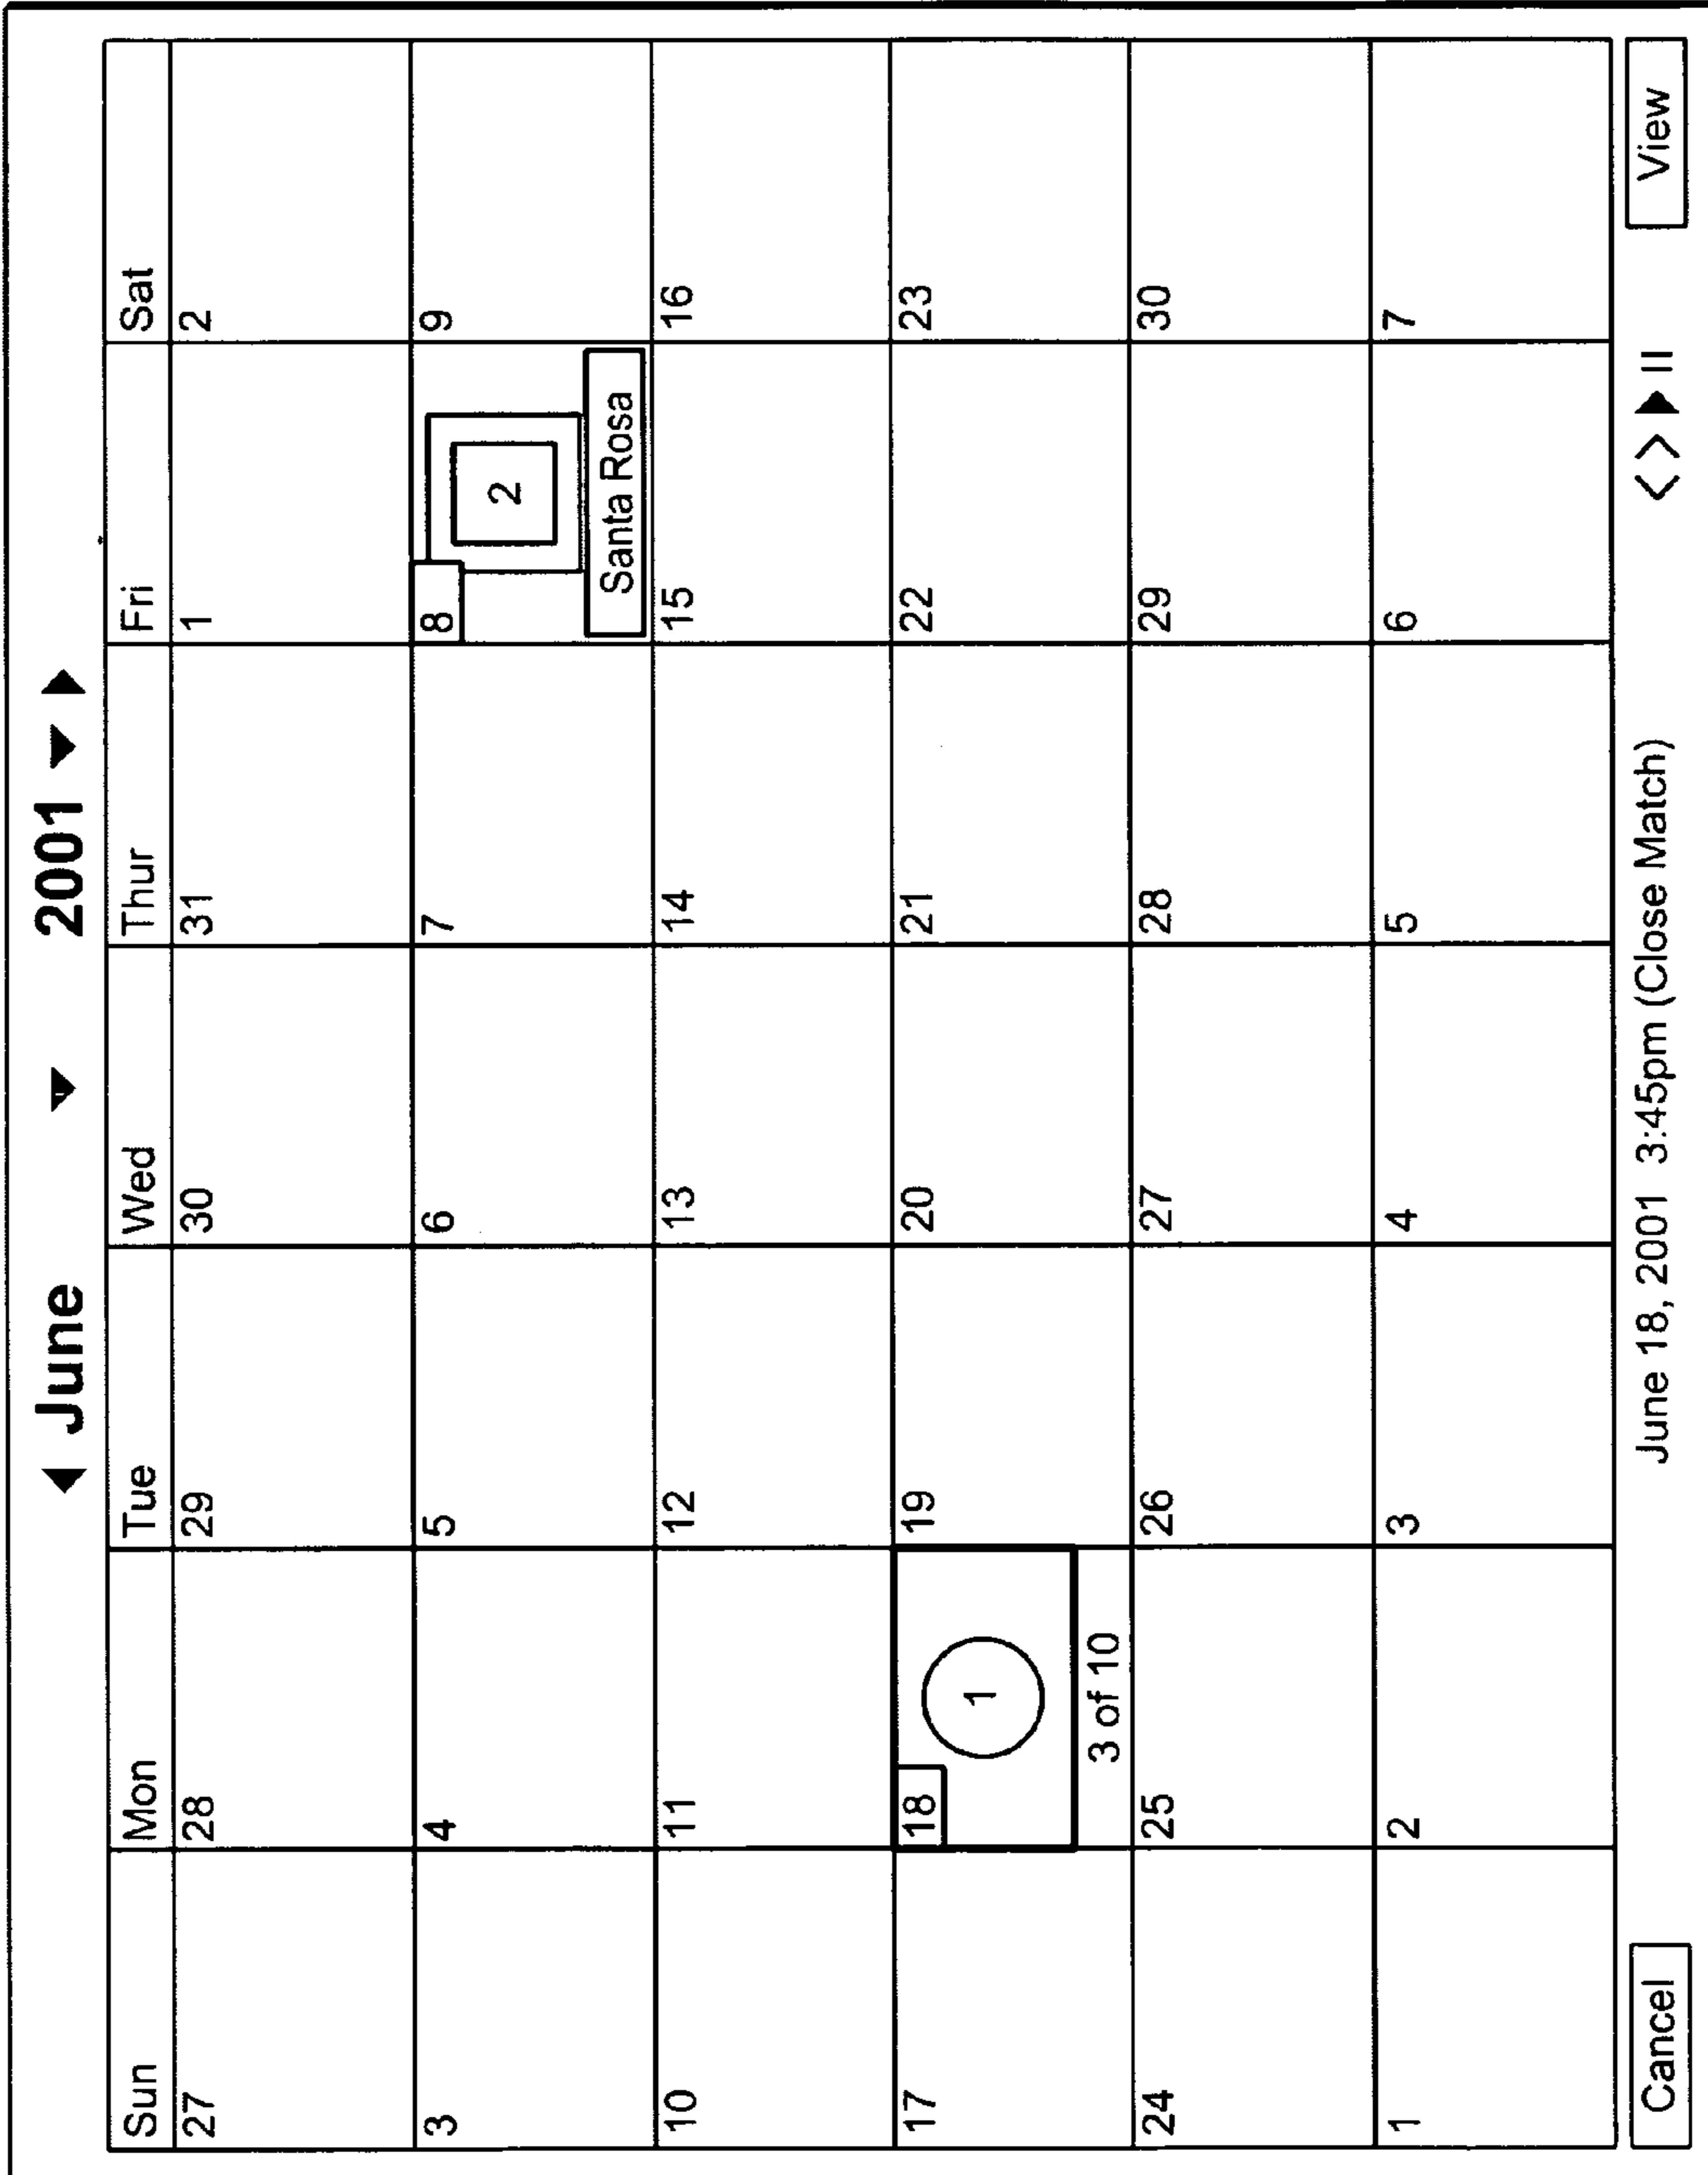 June 2001
Sun Mon Tue Wed Thur Fri Sat
27 28 29 30 31 1 2
3 4 5 6 7 8 9
2
Santa Rosa
10 11 12 13 14 15 16
17 18 19 20 21 22 23
1
3 of 10
24 25 26 27 28 29 30
1 2 3 4 5 6 7
Cancel June 18, 2001 3:45pm (Close Match) < > View